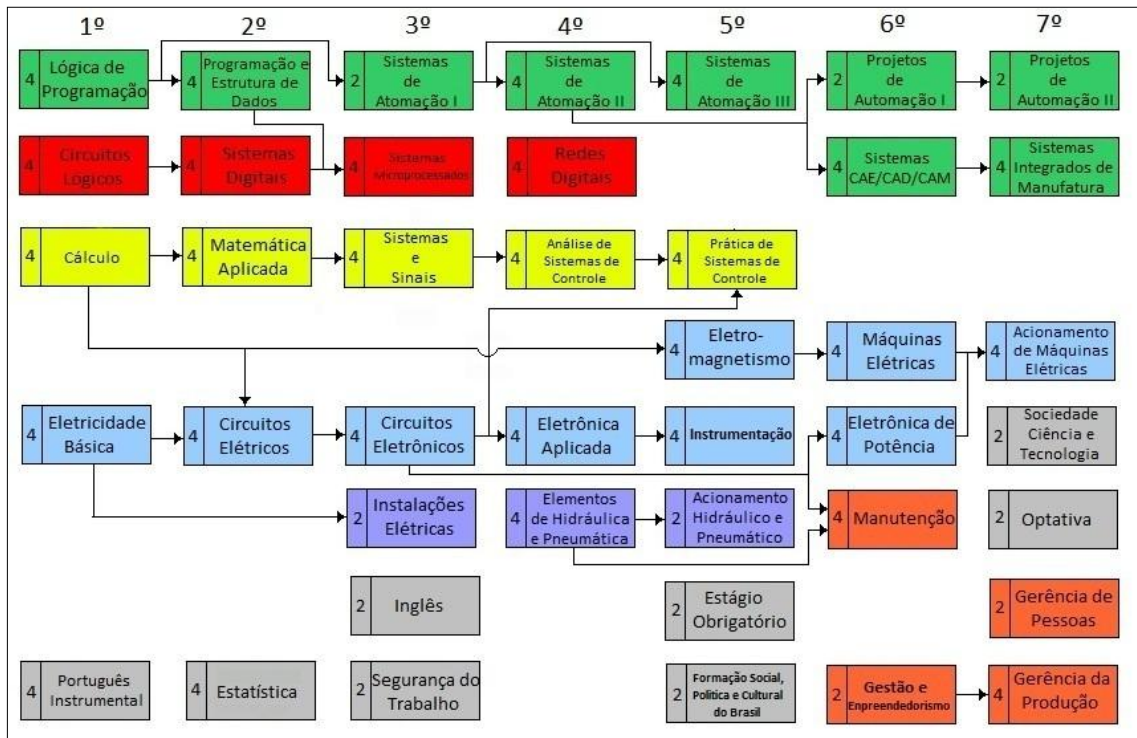 1º 2º 3º 4º 5º 6º 7º
4 Lógica de
Programação
4 Programação e
Estrutura de
Dados
2 Sistemas
de
Atomação I
4 Sistemas
de
Atomação II
4 Sistemas
de
Atomação III
2 Projetos
de
Automação I
2 Projetos
de
Automação II
4 Circuitos
Lógicos
4 Sistemas
Digitais
4 Sistemas
Microprocessados
4 Redes
Digitais
4 Sistemas
CAE/CAD/CAM
4 Sistemas
Integrados de
Manufatura
4 Cálculo
4 Matemática
Aplicada
4 Sistemas
e
Sinais
4 Análise de
Sistemas de
Controle
4 Prática de
Sistemas de
Controle
4 Eletro-
magnetismo
4 Máquinas
Elétricas
4 Acionamento
de Máquinas
Elétricas
4 Eletricidade
Básica
4 Circuitos
Elétricos
4 Circuitos
Eletrônicos
4 Eletrônica
Aplicada
4 Instrumentação
4 Eletrônica de
Potência
2 Sociedade
Ciência e
Tecnologia
2 Instalações
Elétricas
4 Elementos
de Hidráulica
e Pneumática
2 Acionamento
Hidráulico e
Pneumático
4 Manutenção
2 Optativa
2 Inglês
2 Estágio
Obrigatório
2 Gerência de
Pessoas
4 Português
Instrumental
4 Estatística
2 Segurança do
Trabalho
2 Formação Social,
Politica e Cultural
do Brasil
2 Gestão e
Enpreendedorismo
4 Gerência da
Produção